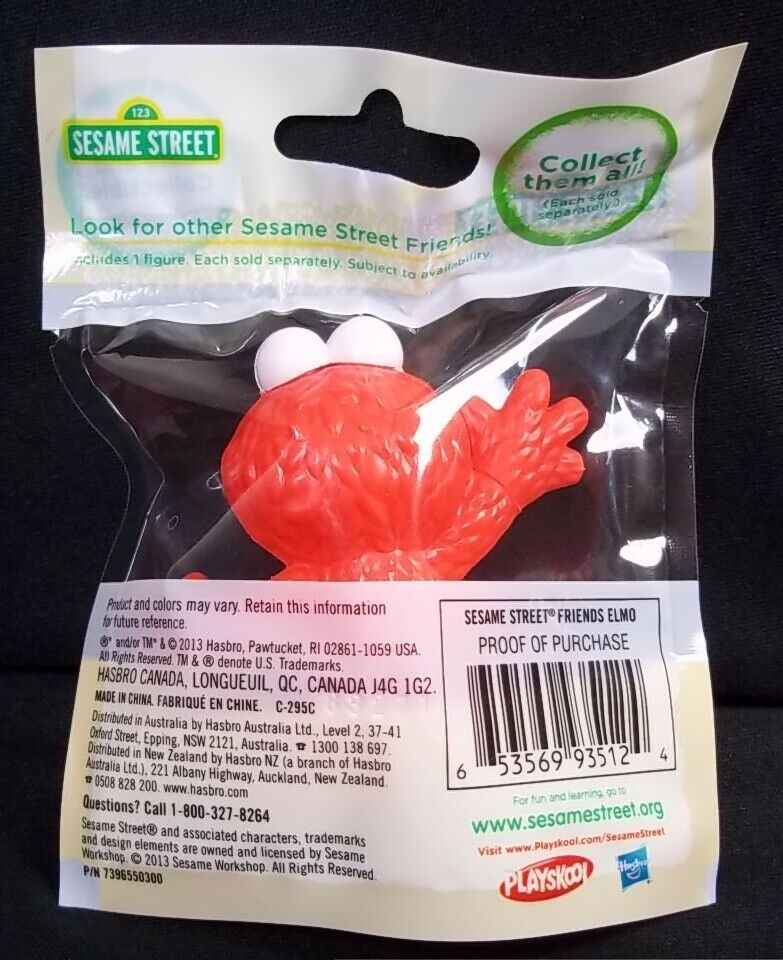 123
SESAME STREET
Collect
them all!
(Each sold
separately.)
Look for other Sesame Street Friends!
ncludes 1 figure. Each sold separately. Subject to availability.
Product and colors may vary. Retain this information
for future reference.
®* and/or TM* & © 2013 Hasbro, Pawtucket, RI 02861-1059 USA.
All Rights Reserved. TM & ® denote U.S. Trademarks.
HASBRO CANADA, LONGUEUIL, QC, CANADA J4G 1G2.
MADE IN CHINA. FABRIQUÉ EN CHINE. C-295C
Distributed in Australia by Hasbro Australia Ltd., Level 2, 37-41
Oxford Street, Epping, NSW 2121, Australia. ☎ 1300 138 697.
Distributed in New Zealand by Hasbro NZ (a branch of Hasbro
Australia Ltd.), 221 Albany Highway, Auckland, New Zealand.
☎ 0508 828 200. www.hasbro.com
Questions? Call 1-800-327-8264
Sesame Street® and associated characters, trademarks
and design elements are owned and licensed by Sesame
Workshop. © 2013 Sesame Workshop. All Rights Reserved.
P/N 7396550300
SESAME STREET® FRIENDS ELMO
PROOF OF PURCHASE
6 53569 93512 4
For fun and learning, go to
www.sesamestreet.org
Visit www.Playskool.com/SesameStreet
PLAYSKOOL
Hasbro